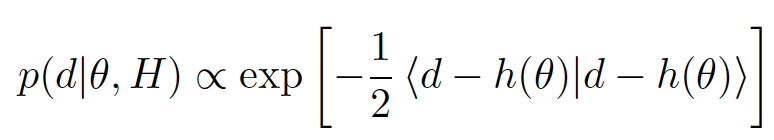 p(d|θ, H) ∝ exp [ −1/2 ⟨d − h(θ)|d − h(θ)⟩ ]